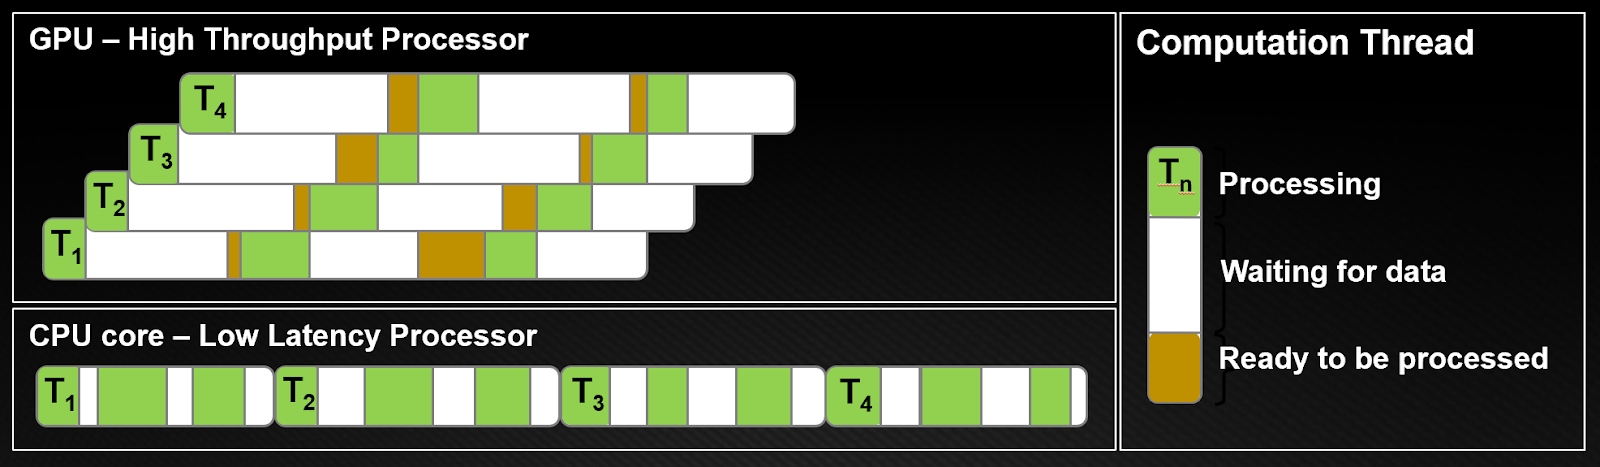 GPU – High Throughput Processor
T4
T3
T2
T1
CPU core – Low Latency Processor
T1 T2 T3 T4
Computation Thread
Tn
Processing
Waiting for data
Ready to be processed